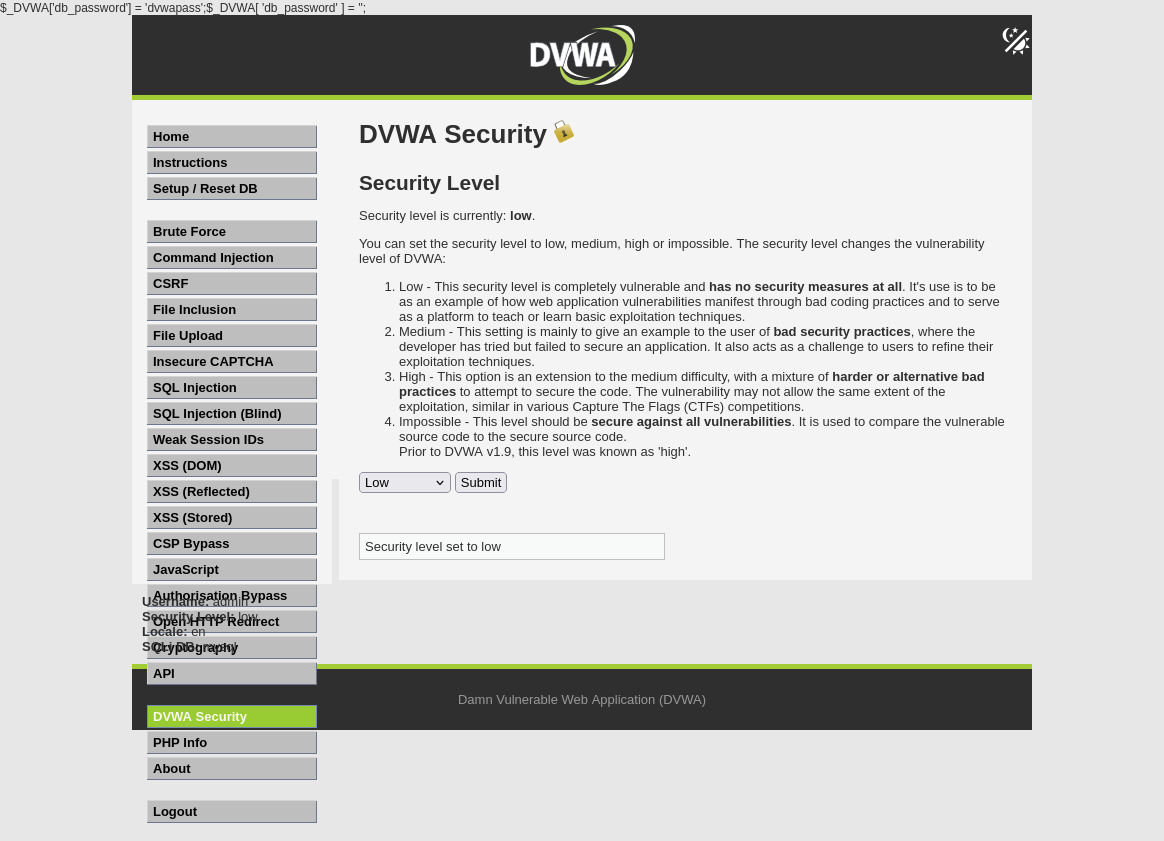 $_DVWA['db_password'] = 'dvwapass';$_DVWA[ 'db_password' ] = '';
DVWA
Home
Instructions
Setup / Reset DB
Brute Force
Command Injection
CSRF
File Inclusion
File Upload
Insecure CAPTCHA
SQL Injection
SQL Injection (Blind)
Weak Session IDs
XSS (DOM)
XSS (Reflected)
XSS (Stored)
CSP Bypass
JavaScript
Authorisation Bypass
Open HTTP Redirect
Cryptography
API
DVWA Security
PHP Info
About
Logout
DVWA Security
Security Level
Security level is currently: low.
You can set the security level to low, medium, high or impossible. The security level changes the vulnerability
level of DVWA:
1. Low - This security level is completely vulnerable and has no security measures at all. It's use is to be
as an example of how web application vulnerabilities manifest through bad coding practices and to serve
as a platform to teach or learn basic exploitation techniques.
2. Medium - This setting is mainly to give an example to the user of bad security practices, where the
developer has tried but failed to secure an application. It also acts as a challenge to users to refine their
exploitation techniques.
3. High - This option is an extension to the medium difficulty, with a mixture of harder or alternative bad
practices to attempt to secure the code. The vulnerability may not allow the same extent of the
exploitation, similar in various Capture The Flags (CTFs) competitions.
4. Impossible - This level should be secure against all vulnerabilities. It is used to compare the vulnerable
source code to the secure source code.
Prior to DVWA v1.9, this level was known as 'high'.
Low Submit
Security level set to low
Username: admin
Security Level: low
Locale: en
SQLi DB: mysql
Damn Vulnerable Web Application (DVWA)